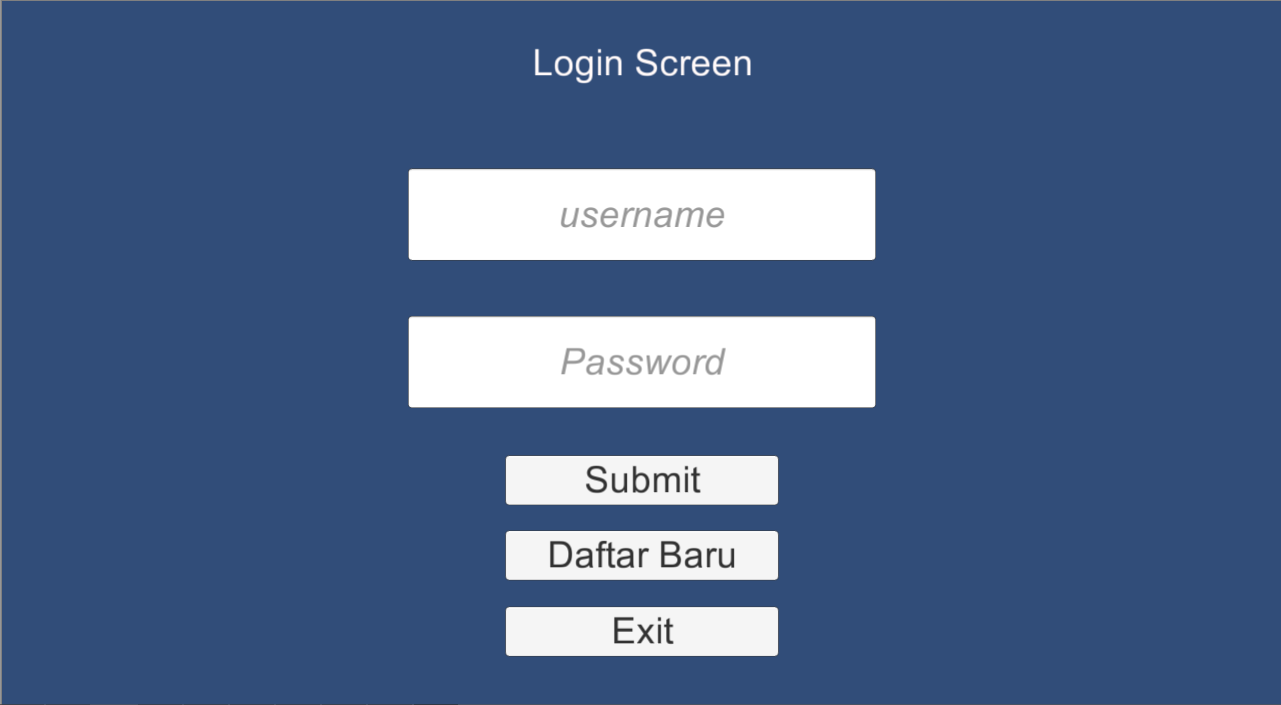 Login Screen
username
Password
Submit
Daftar Baru
Exit